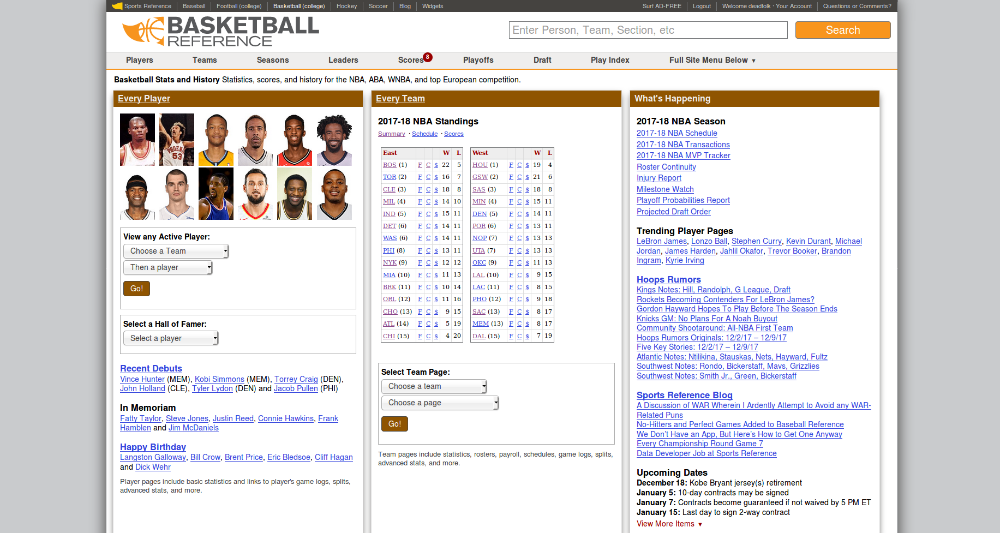 Sports Reference Baseball Football (college) Basketball (college) Hockey Soccer Blog Widgets Surf AD-FREE Logout Welcome deadfolk · Your Account Questions or Comments?
BASKETBALL
REFERENCE
Enter Person, Team, Section, etc Search
Players Teams Seasons Leaders Scores 8 Playoffs Draft Play Index Full Site Menu Below ▼
Basketball Stats and History Statistics, scores, and history for the NBA, ABA, WNBA, and top European competition.
Every Player
PHOENIX
53
View any Active Player:
Choose a Team
Then a player
Go!
Select a Hall of Famer:
Select a player
Recent Debuts
Vince Hunter (MEM), Kobi Simmons (MEM), Torrey Craig (DEN),
John Holland (CLE), Tyler Lydon (DEN) and Jacob Pullen (PHI)
In Memoriam
Fatty Taylor, Steve Jones, Justin Reed, Connie Hawkins, Frank
Hamblen and Jim McDaniels
Happy Birthday
Langston Galloway, Bill Crow, Brent Price, Eric Bledsoe, Cliff Hagan
and Dick Wehr
Player pages include basic statistics and links to player's game logs, splits,
advanced stats, and more.
Every Team
2017-18 NBA Standings
Summary · Schedule · Scores
East W L
BOS (1) F C $ 22 5
TOR (2) F C $ 16 7
CLE (3) F C $ 18 8
MIL (4) F C $ 14 10
IND (5) F C $ 15 11
DET (6) F C $ 14 11
WAS (6) F C $ 14 11
PHI (8) F C $ 13 11
NYK (9) F C $ 12 12
MIA (10) F C $ 11 13
BRK (11) F C $ 10 14
ORL (12) F C $ 11 16
CHO (13) F C $ 9 15
ATL (14) F C $ 5 19
CHI (15) F C $ 4 20
West W L
HOU (1) F C $ 19 4
GSW (2) F C $ 21 6
SAS (3) F C $ 18 8
MIN (4) F C $ 15 11
DEN (5) F C $ 14 11
POR (6) F C $ 13 11
NOP (7) F C $ 13 13
UTA (7) F C $ 13 13
OKC (9) F C $ 11 13
LAL (10) F C $ 9 15
LAC (11) F C $ 8 15
PHO (12) F C $ 9 18
SAC (13) F C $ 8 17
MEM (13) F C $ 8 17
DAL (15) F C $ 7 19
Select Team Page:
Choose a team
Choose a page
Go!
Team pages include statistics, rosters, payroll, schedules, game logs, splits,
advanced stats, and more.
What's Happening
2017-18 NBA Season
2017-18 NBA Schedule
2017-18 NBA Transactions
2017-18 NBA MVP Tracker
Roster Continuity
Injury Report
Milestone Watch
Playoff Probabilities Report
Projected Draft Order
Trending Player Pages
LeBron James, Lonzo Ball, Stephen Curry, Kevin Durant, Michael
Jordan, James Harden, Jahlil Okafor, Trevor Booker, Brandon
Ingram, Kyrie Irving
Hoops Rumors
Kings Notes: Hill, Randolph, G League, Draft
Rockets Becoming Contenders For LeBron James?
Gordon Hayward Hopes To Play Before The Season Ends
Knicks GM: No Plans For A Noah Buyout
Community Shootaround: All-NBA First Team
Hoops Rumors Originals: 12/2/17 – 12/9/17
Five Key Stories: 12/2/17 – 12/9/17
Atlantic Notes: Ntilikina, Stauskas, Nets, Hayward, Fultz
Southwest Notes: Rondo, Bickerstaff, Mavs, Grizzlies
Southwest Notes: Smith Jr., Green, Bickerstaff
Sports Reference Blog
A Discussion of WAR Wherein I Ardently Attempt to Avoid any WAR-
Related Puns
No-Hitters and Perfect Games Added to Baseball Reference
We Don’t Have an App, But Here’s How to Get One Anyway
Every Championship Round Game 7
Data Developer Job at Sports Reference
Upcoming Dates
December 18: Kobe Bryant jersey(s) retirement
January 5: 10-day contracts may be signed
January 7: Contracts become guaranteed if not waived by 5 PM ET
January 15: Last day to sign 2-way contract
View More Items ▼